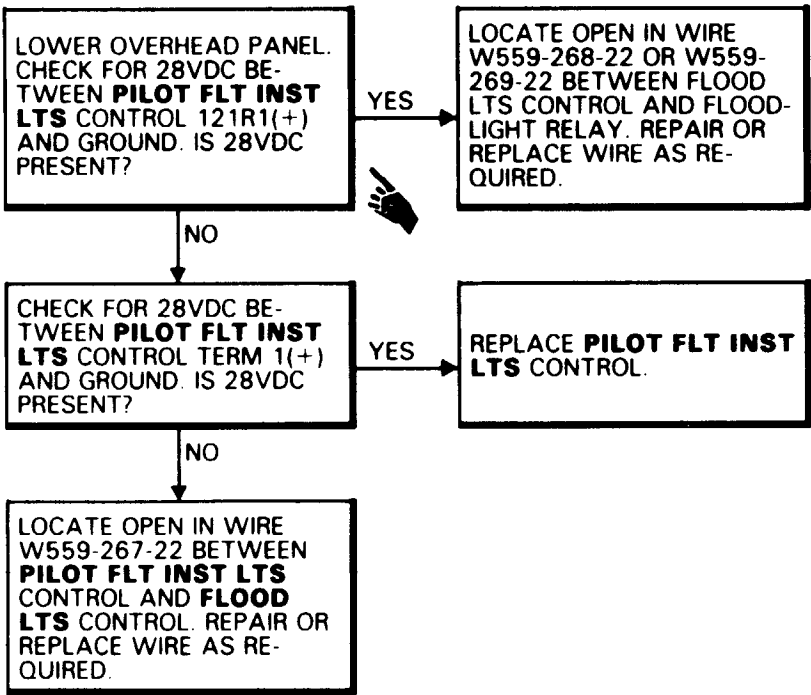 LOWER OVERHEAD PANEL.
CHECK FOR 28VDC BE-
TWEEN PILOT FLT INST
LTS CONTROL 121R1(+)
AND GROUND. IS 28VDC
PRESENT?
YES
LOCATE OPEN IN WIRE
W559-268-22 OR W559-
269-22 BETWEEN FLOOD
LTS CONTROL AND FLOOD-
LIGHT RELAY. REPAIR OR
REPLACE WIRE AS RE-
QUIRED.
NO
CHECK FOR 28VDC BE-
TWEEN PILOT FLT INST
LTS CONTROL TERM 1(+)
AND GROUND. IS 28VDC
PRESENT?
YES
REPLACE PILOT FLT INST
LTS CONTROL.
NO
LOCATE OPEN IN WIRE
W559-267-22 BETWEEN
PILOT FLT INST LTS
CONTROL AND FLOOD
LTS CONTROL. REPAIR OR
REPLACE WIRE AS RE-
QUIRED.